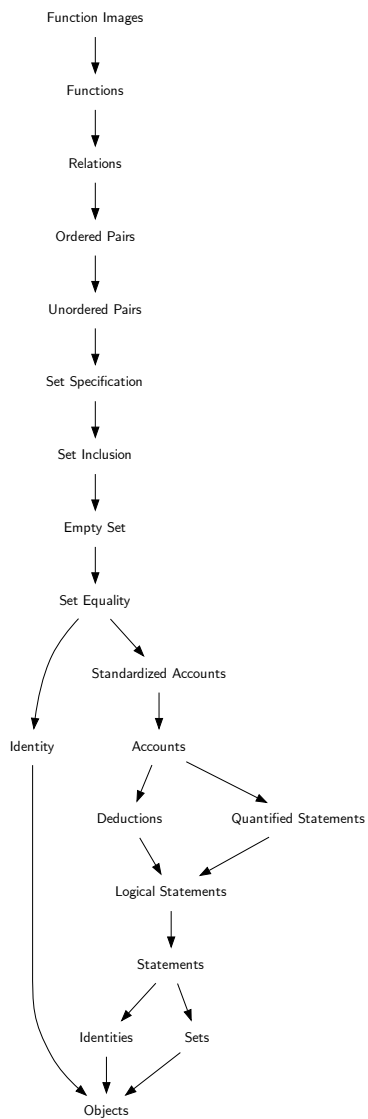 Function Images
Functions
Relations
Ordered Pairs
Unordered Pairs
Set Specification
Set Inclusion
Empty Set
Set Equality
Standardized Accounts
Identity
Accounts
Deductions
Quantified Statements
Logical Statements
Statements
Identities
Sets
Objects